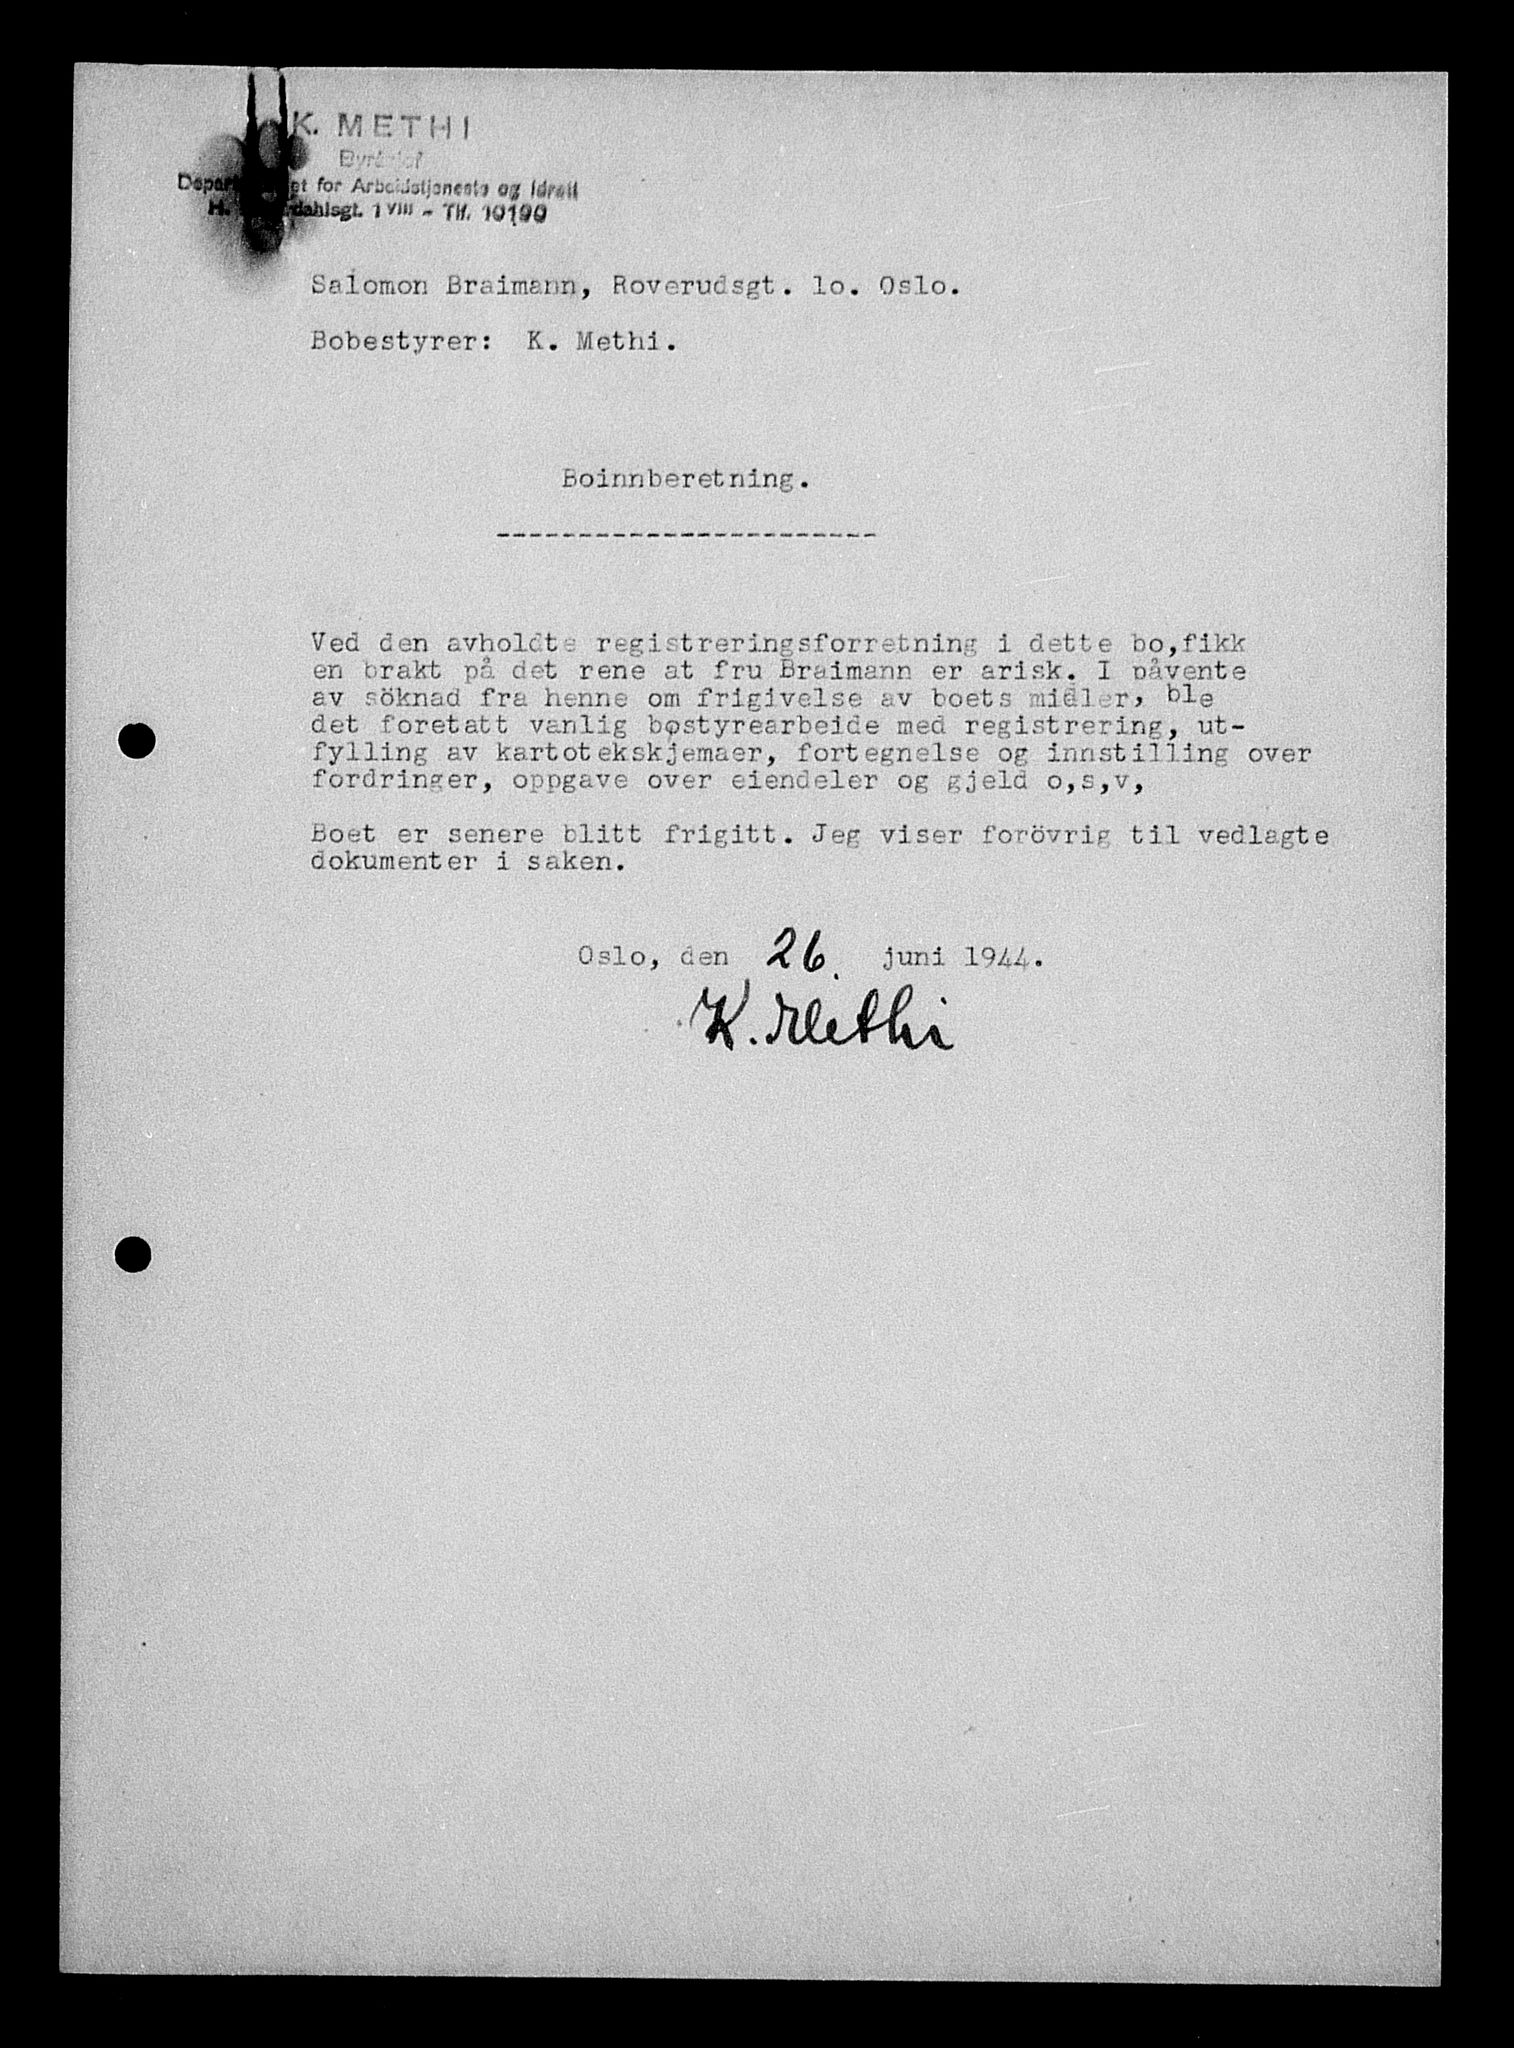 K. METHI
Byråsjef
for Arbeidstjeneste og Idrett
H. dahlsgt. 1 VIII - Tlf. 10190
Salomon Braimann, Roverudsgt. lo. Oslo.
Bobestyrer: K. Methi.
Boinnberetning.
-----------------------
Ved den avholdte registreringsforretning i dette bo,fikk
en brakt på det rene at fru Braimann er arisk. I påvente
av söknad fra henne om frigivelse av boets midler, ble
det foretatt vanlig bostyrearbeide med registrering, ut-
fylling av kartotekskjemaer, fortegnelse og innstilling over
fordringer, oppgave over eiendeler og gjeld o,s,v,
Boet er senere blitt frigitt. Jeg viser forövrig til vedlagte
dokumenter i saken.
Oslo, den 26. juni 1944.
K. Methi